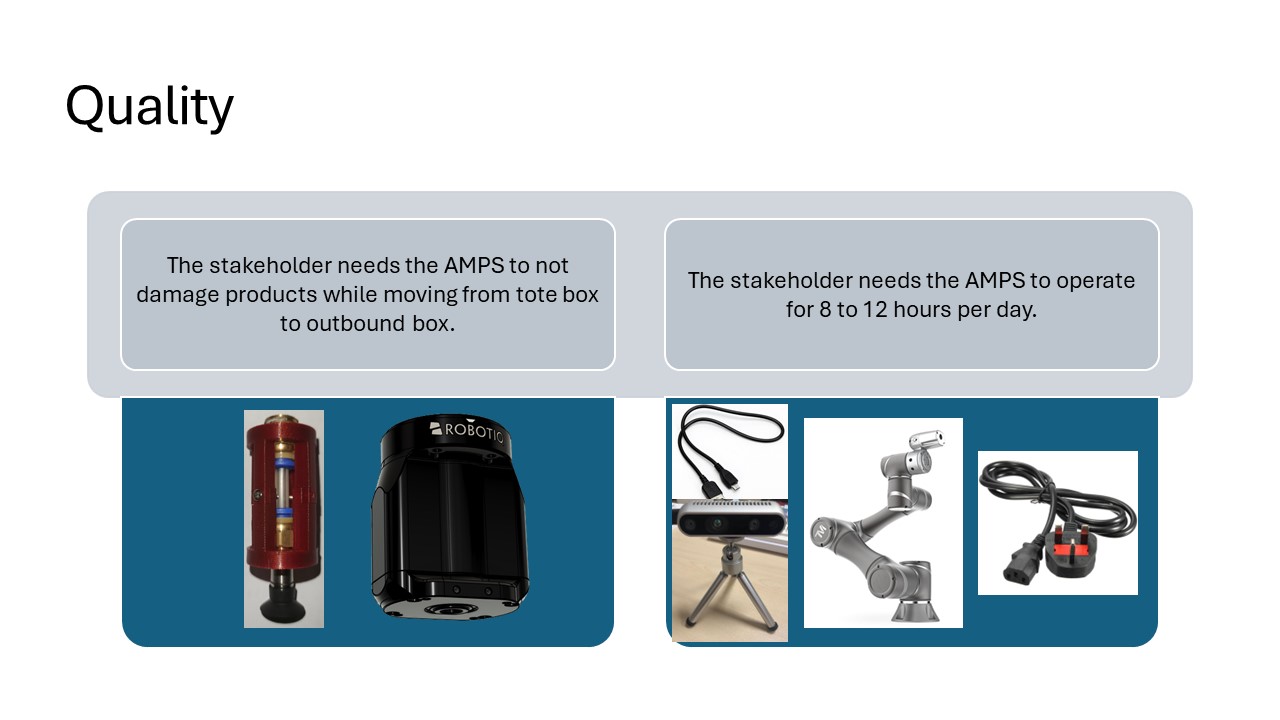 Quality
The stakeholder needs the AMPS to not
damage products while moving from tote box
to outbound box.
The stakeholder needs the AMPS to operate
for 8 to 12 hours per day.
ROBOTIQ